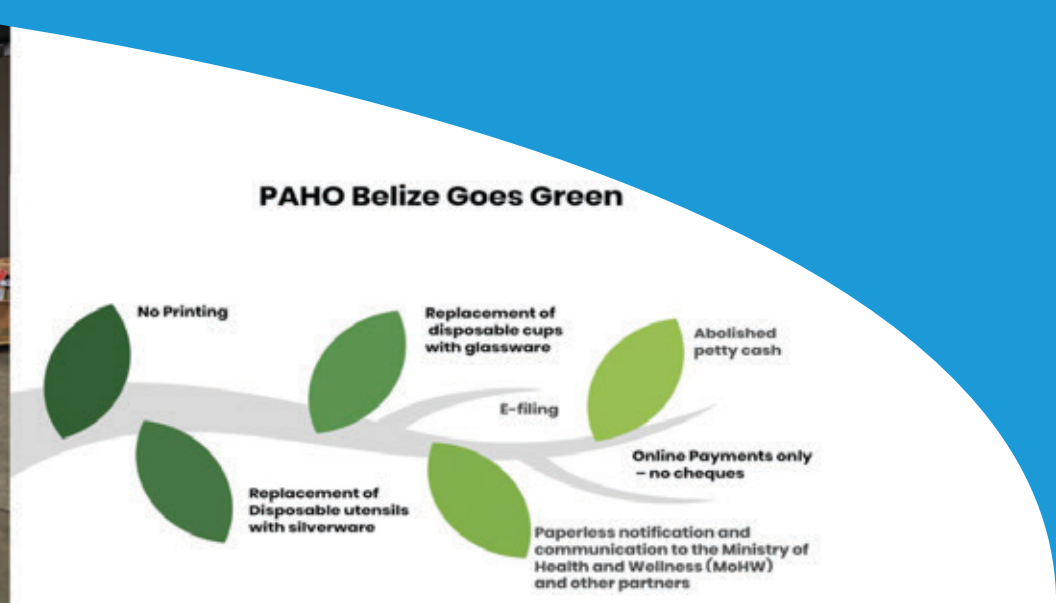 PAHO Belize Goes Green
No Printing
Replacement of
disposable cups
with glassware
Abolished
petty cash
E-filing
Online Payments only
– no cheques
Replacement of
Disposable utensils
with silverware
Paperless notification and
communication to the Ministry of
Health and Wellness (MoHW)
and other partners